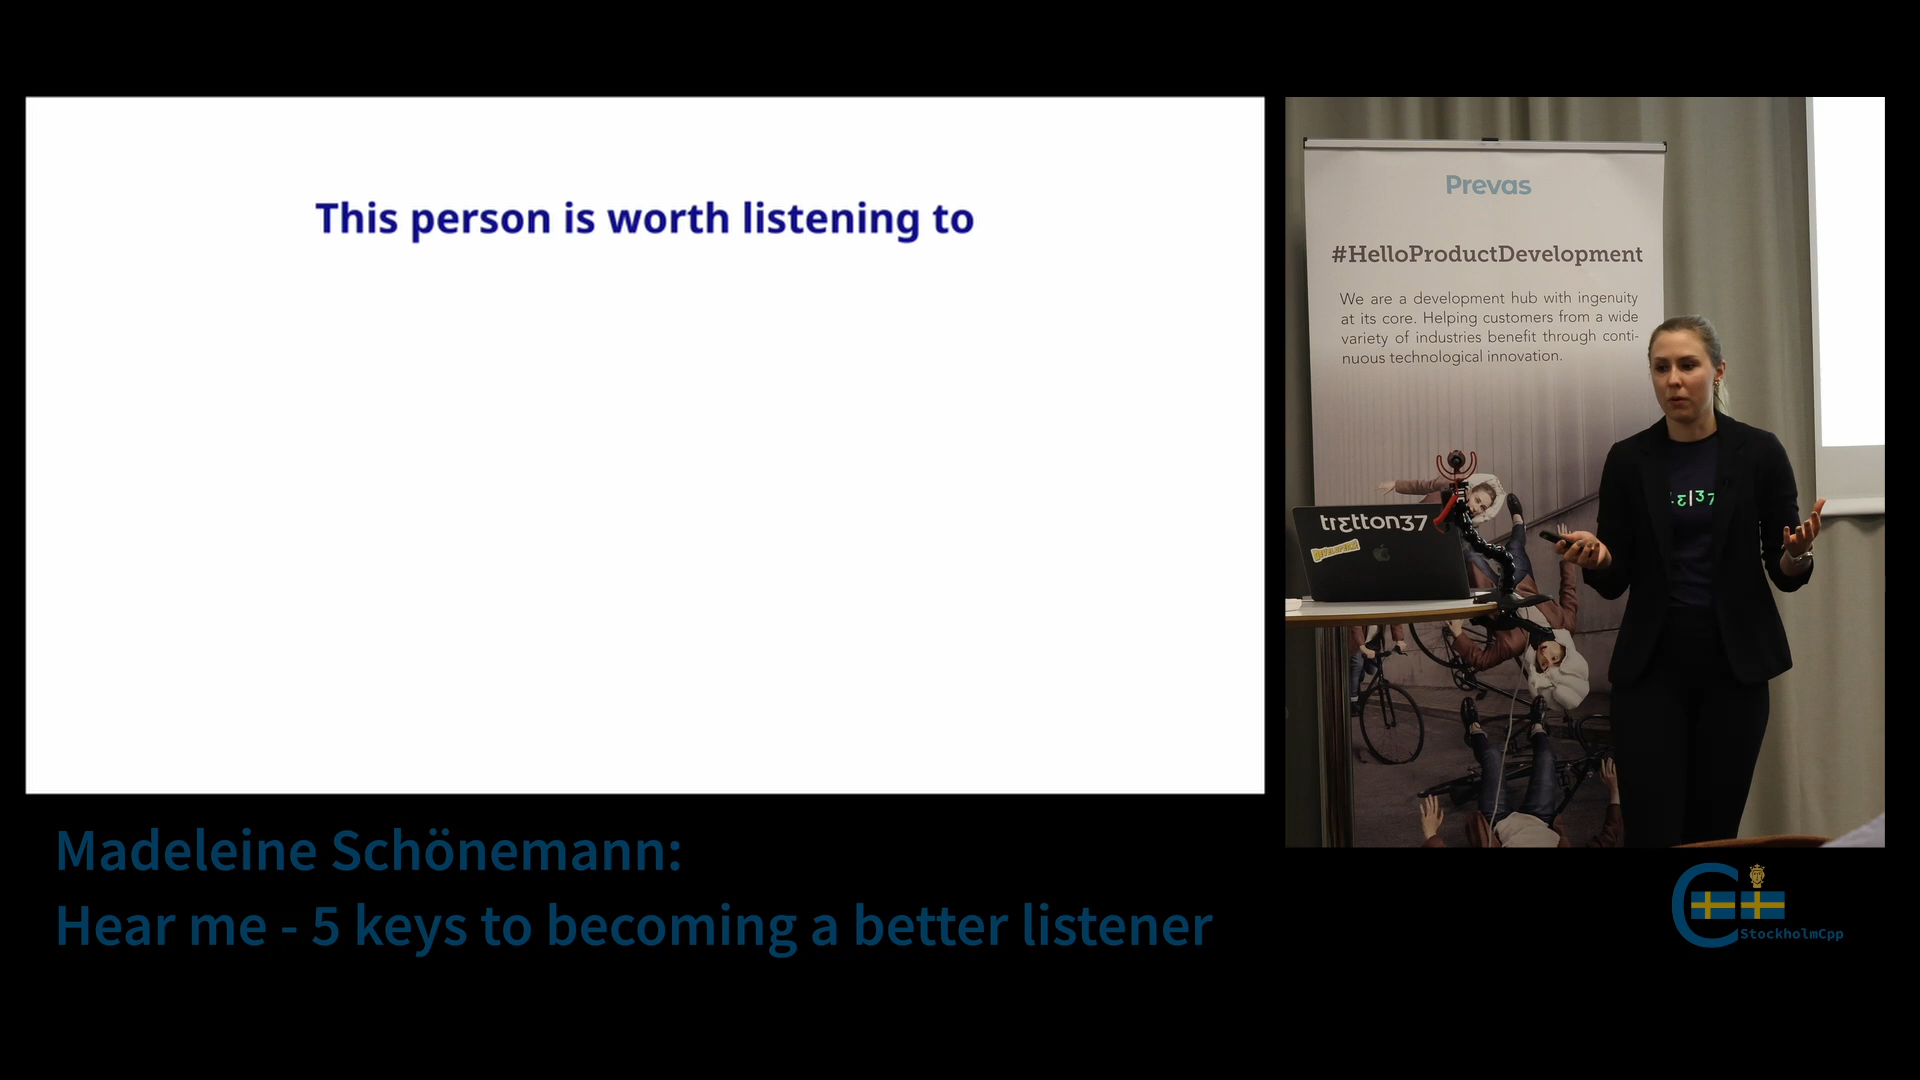 This person is worth listening to
Prevas
#HelloProductDevelopment
We are a development hub with ingenuity
at its core. Helping customers from a wide
variety of industries benefit through conti-
nuous technological innovation.
trɛtton37
Madeleine Schönemann:
Hear me - 5 keys to becoming a better listener
StockholmCpp